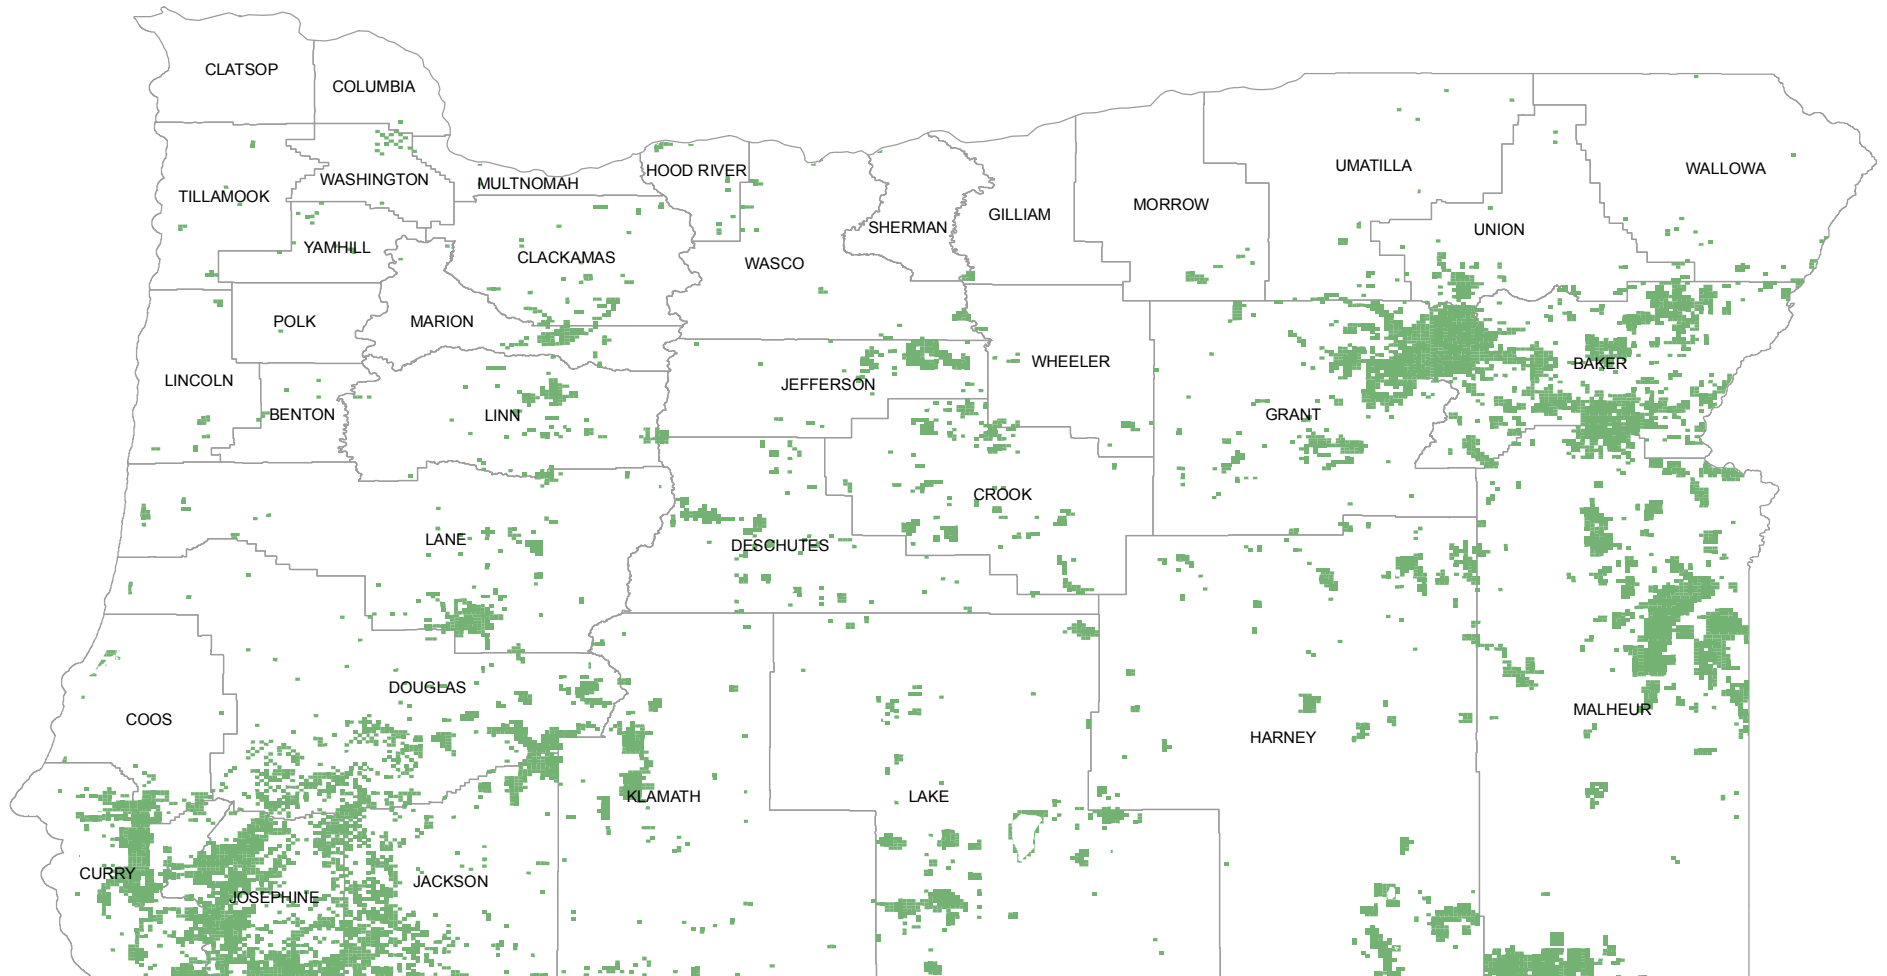 CLATSOP
COLUMBIA
HOOD RIVER
WASHINGTON
MULTNOMAH
TILLAMOOK
UMATILLA
WALLOWA
MORROW
GILLIAM
SHERMAN
UNION
YAMHILL
CLACKAMAS
WASCO
POLK
MARION
WHEELER
BAKER
LINCOLN
JEFFERSON
BENTON
LINN
GRANT
CROOK
LANE
DESCHUTES
DOUGLAS
COOS
MALHEUR
HARNEY
KLAMATH
LAKE
CURRY
JACKSON
JOSEPHINE